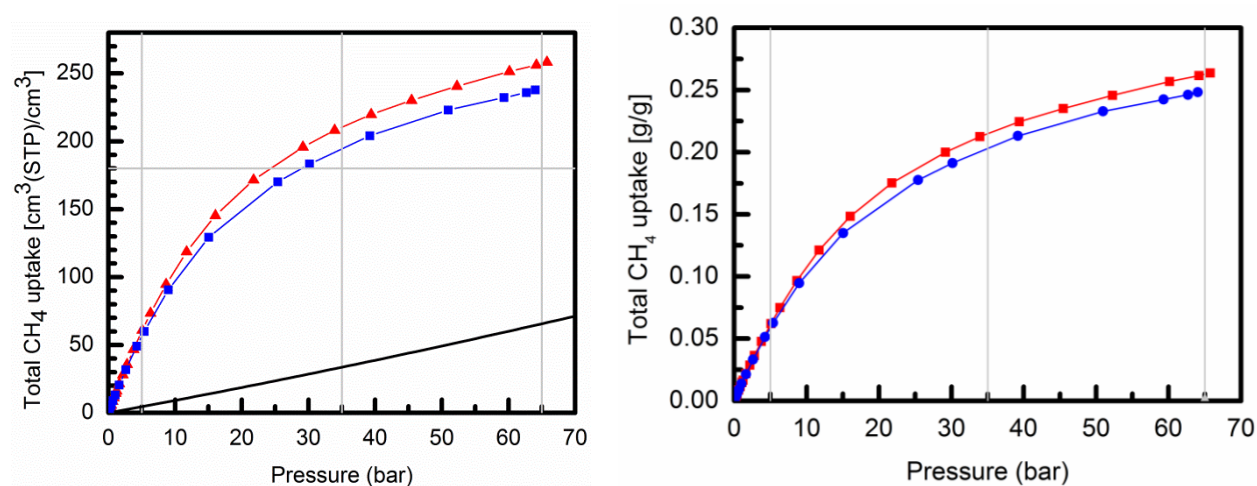 Total CH4 uptake [cm3(STP)/cm3]
250
200
150
100
50
0
0 10 20 30 40 50 60 70
Pressure (bar)
Total CH4 uptake [g/g]
0.30
0.25
0.20
0.15
0.10
0.05
0.00
0 10 20 30 40 50 60 70
Pressure (bar)